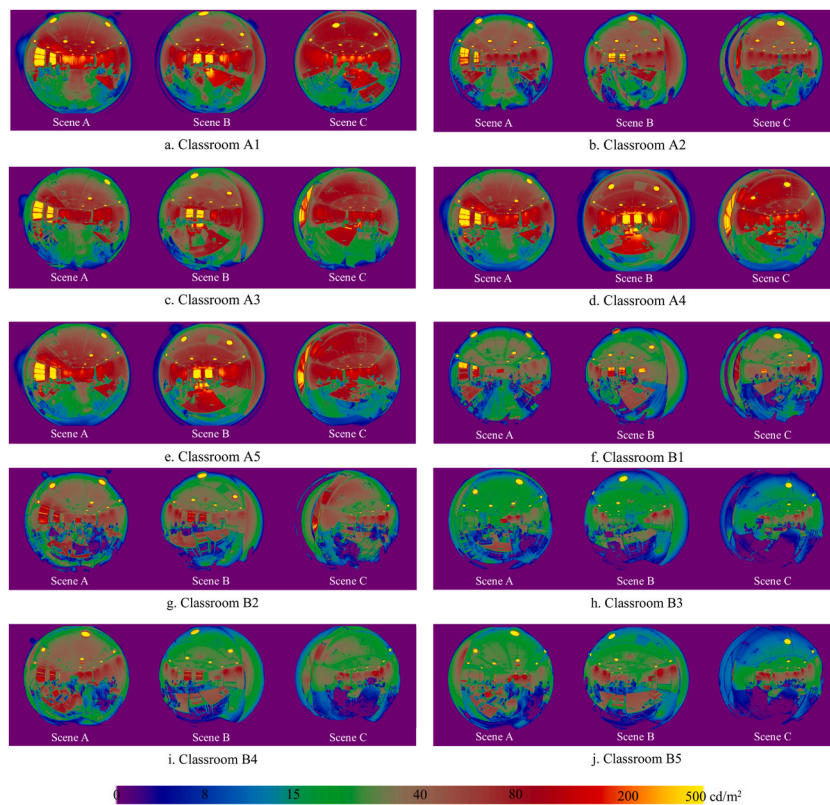 Scene A Scene B Scene C
a. Classroom A1
Scene A Scene B Scene C
b. Classroom A2
Scene A Scene B Scene C
c. Classroom A3
Scene A Scene B Scene C
d. Classroom A4
Scene A Scene B Scene C
e. Classroom A5
Scene A Scene B Scene C
f. Classroom B1
Scene A Scene B Scene C
g. Classroom B2
Scene A Scene B Scene C
h. Classroom B3
Scene A Scene B Scene C
i. Classroom B4
Scene A Scene B Scene C
j. Classroom B5
0 8 15 40 80 200 500 cd/m²